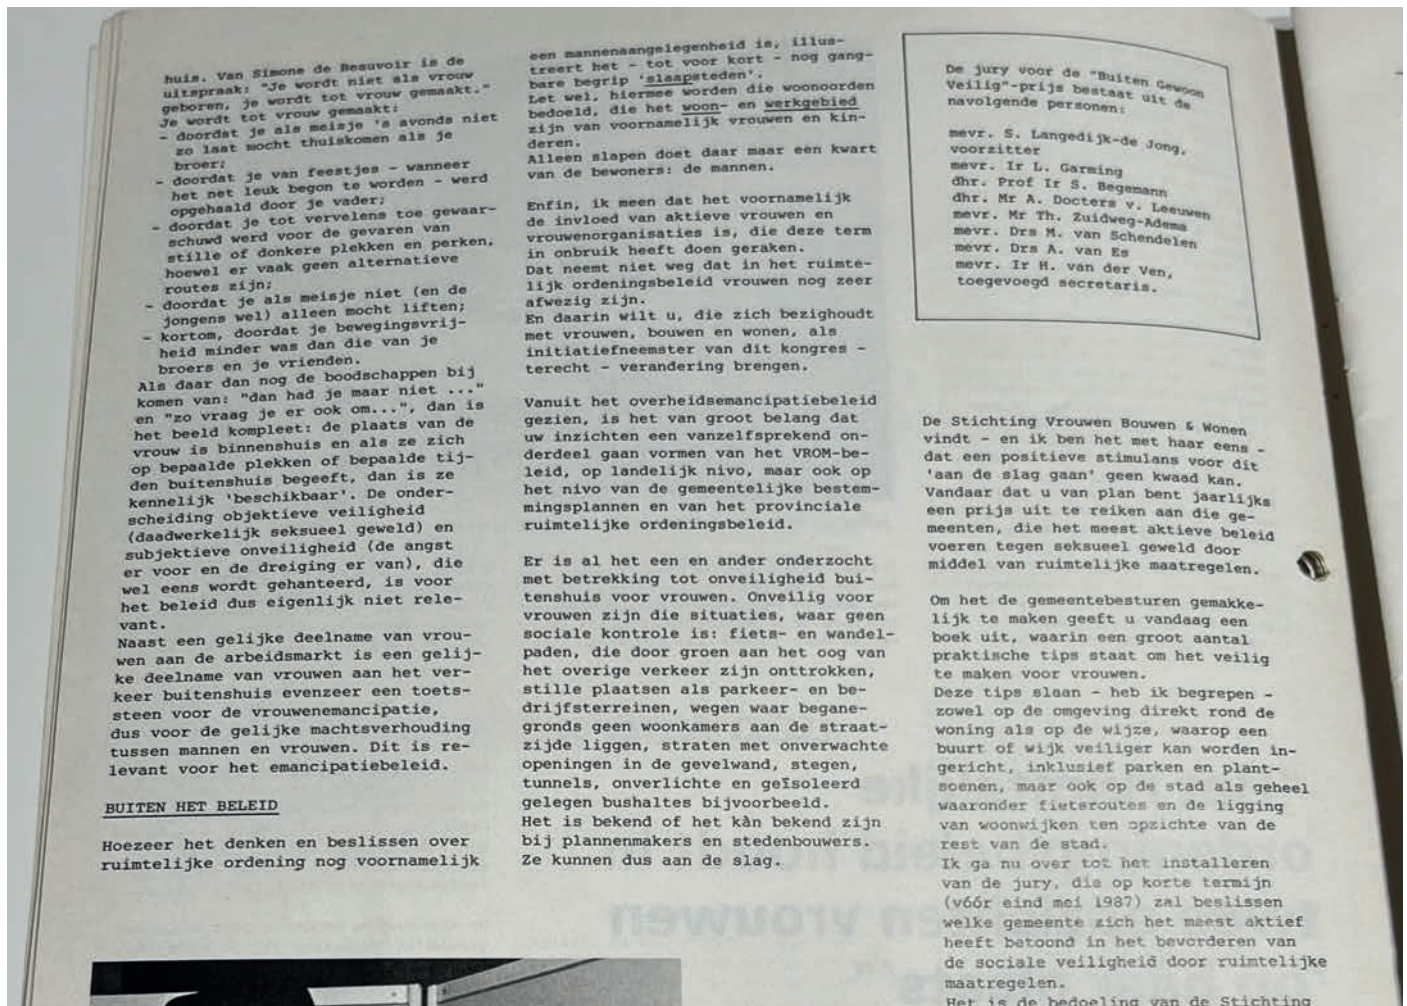 huis. Van Simone de Beauvoir is de
uitspraak: "Je wordt niet als vrouw
geboren, je wordt tot vrouw gemaakt."
Je wordt tot vrouw gemaakt:
- doordat je als meisje 's avonds niet
zo laat mocht thuiskomen als je
broer;
- doordat je van feestjes - wanneer
het net leuk begon te worden - werd
opgehaald door je vader;
- doordat je tot vervelens toe gewaar-
schuwd werd voor de gevaren van
stille of donkere plekken en perken,
hoewel er vaak geen alternatieve
routes zijn;
- doordat je als meisje niet (en de
jongens wel) alleen mocht liften;
- kortom, doordat je bewegingsvrij-
heid minder was dan die van je
broers en je vrienden.
Als daar dan nog de boodschappen bij
komen van: "dan had je maar niet ..."
en "zo vraag je er ook om...", dan is
het beeld kompleet: de plaats van de
vrouw is binnenshuis en als ze zich
op bepaalde plekken of bepaalde tij-
den buitenshuis begeeft, dan is ze
kennelijk 'beschikbaar'. De onder-
scheiding objektieve veiligheid
(daadwerkelijk seksueel geweld) en
subjektieve onveiligheid (de angst
er voor en de dreiging er van), die
wel eens wordt gehanteerd, is voor
het beleid dus eigenlijk niet rele-
vant.
Naast een gelijke deelname van vrou-
wen aan de arbeidsmarkt is een gelij-
ke deelname van vrouwen aan het ver-
keer buitenshuis evenzeer een toets-
steen voor de vrouwenemancipatie,
dus voor de gelijke machtsverhouding
tussen mannen en vrouwen. Dit is re-
levant voor het emancipatiebeleid.
BUITEN HET BELEID
Hoezeer het denken en beslissen over
ruimtelijke ordening nog voornamelijk
een mannenaangelegenheid is, illus-
treert het - tot voor kort - nog gang-
bare begrip 'slaapsteden'.
Let wel, hiermee worden die woonoorden
bedoeld, die het woon- en werkgebied
zijn van voornamelijk vrouwen en kin-
deren.
Alleen slapen doet daar maar een kwart
van de bewoners: de mannen.
Enfin, ik meen dat het voornamelijk
de invloed van aktieve vrouwen en
vrouwenorganisaties is, die deze term
in onbruik heeft doen geraken.
Dat neemt niet weg dat in het ruimte-
lijk ordeningsbeleid vrouwen nog zeer
afwezig zijn.
En daarin wilt u, die zich bezighoudt
met vrouwen, bouwen en wonen, als
initiatiefneemster van dit kongres -
terecht - verandering brengen.
Vanuit het overheidsemancipatiebeleid
gezien, is het van groot belang dat
uw inzichten een vanzelfsprekend on-
derdeel gaan vormen van het VROM-be-
leid, op landelijk nivo, maar ook op
het nivo van de gemeentelijke bestem-
mingsplannen en van het provinciale
ruimtelijke ordeningsbeleid.
Er is al het een en ander onderzocht
met betrekking tot onveiligheid bui-
tenshuis voor vrouwen. Onveilig voor
vrouwen zijn die situaties, waar geen
sociale kontrole is: fiets- en wandel-
paden, die door groen aan het oog van
het overige verkeer zijn onttrokken,
stille plaatsen als parkeer- en be-
drijfsterreinen, wegen waar begane-
gronds geen woonkamers aan de straat-
zijde liggen, straten met onverwachte
openingen in de gevelwand, stegen,
tunnels, onverlichte en geïsoleerd
gelegen bushaltes bijvoorbeeld.
Het is bekend of het kàn bekend zijn
bij plannenmakers en stedenbouwers.
Ze kunnen dus aan de slag.
De jury voor de "Buiten Gewoon
Veilig"-prijs bestaat uit de
navolgende personen:
mevr. S. Langedijk-de Jong,
voorzitter
mevr. Ir L. Garming
dhr. Prof Ir S. Begemann
dhr. Mr A. Docters v. Leeuwen
mevr. Mr Th. Zuidweg-Adema
mevr. Drs M. van Schendelen
mevr. Drs A. van Es
mevr. Ir H. van der Ven,
toegevoegd secretaris.
De Stichting Vrouwen Bouwen & Wonen
vindt - en ik ben het met haar eens -
dat een positieve stimulans voor dit
'aan de slag gaan' geen kwaad kan.
Vandaar dat u van plan bent jaarlijks
een prijs uit te reiken aan die ge-
meenten, die het meest aktieve beleid
voeren tegen seksueel geweld door
middel van ruimtelijke maatregelen.
Om het de gemeentebesturen gemakke-
lijk te maken geeft u vandaag een
boek uit, waarin een groot aantal
praktische tips staat om het veilig
te maken voor vrouwen.
Deze tips slaan - heb ik begrepen -
zowel op de omgeving direkt rond de
woning als op de wijze, waarop een
buurt of wijk veiliger kan worden in-
gericht, inklusief parken en plant-
soenen, maar ook op de stad als geheel
waaronder fietsroutes en de ligging
van woonwijken ten opzichte van de
rest van de stad.
Ik ga nu over tot het installeren
van de jury, die op korte termijn
(vóór eind mei 1987) zal beslissen
welke gemeente zich het meest aktief
heeft betoond in het bevorderen van
de sociale veiligheid door ruimtelijke
maatregelen.
Het is de bedoeling van de Stichting